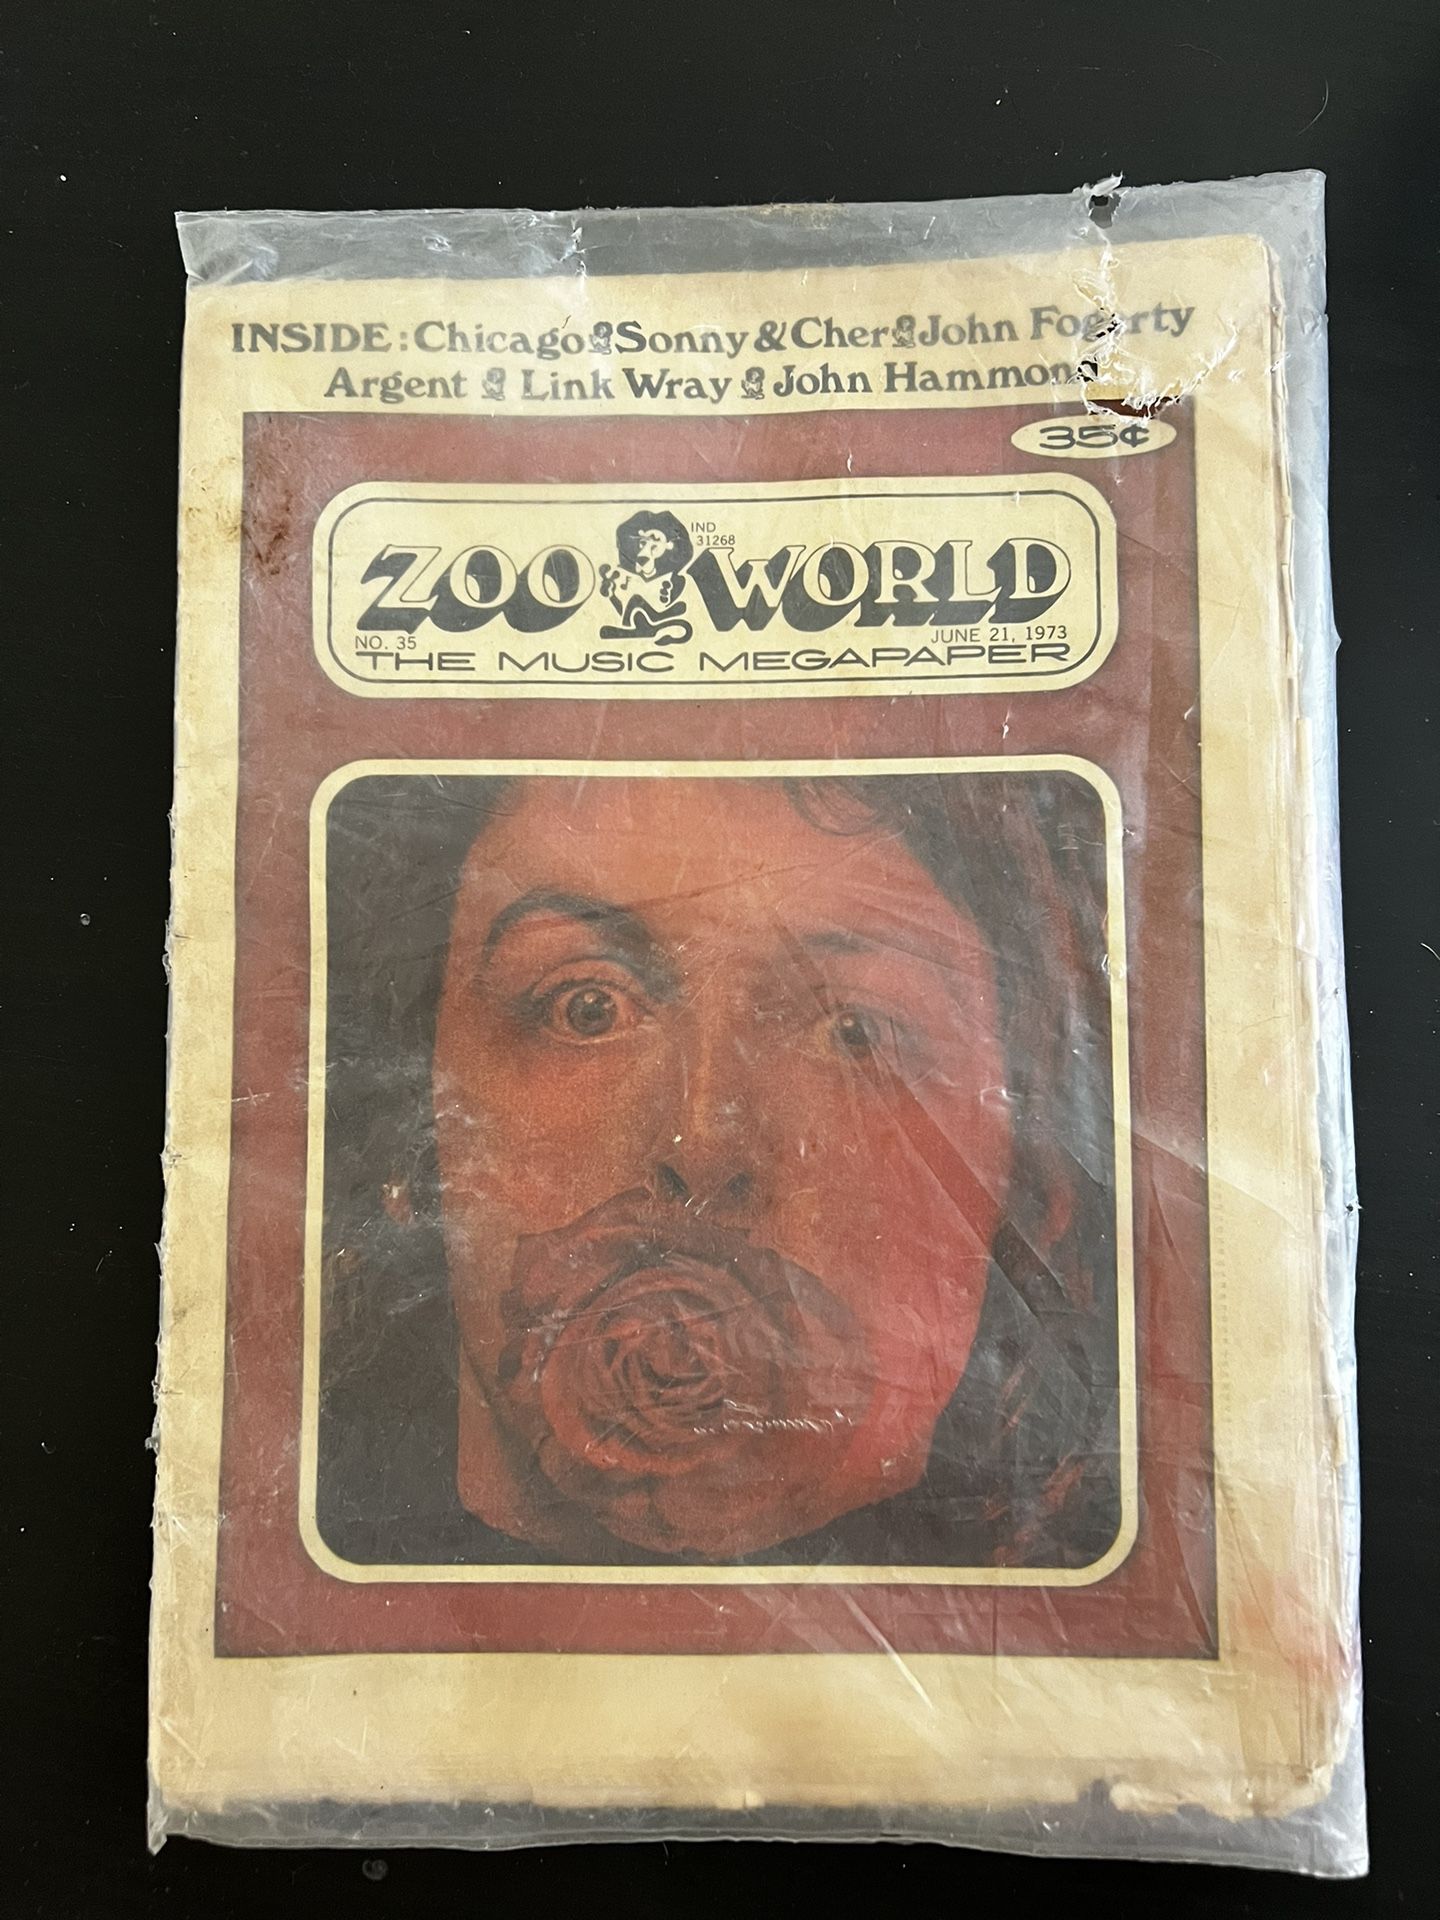 INSIDE: Chicago Sonny & Cher John Fogerty
Argent Link Wray John Hammond
35¢
IND
31268
ZOO WORLD
NO. 35
JUNE 21, 1973
THE MUSIC MEGAPAPER